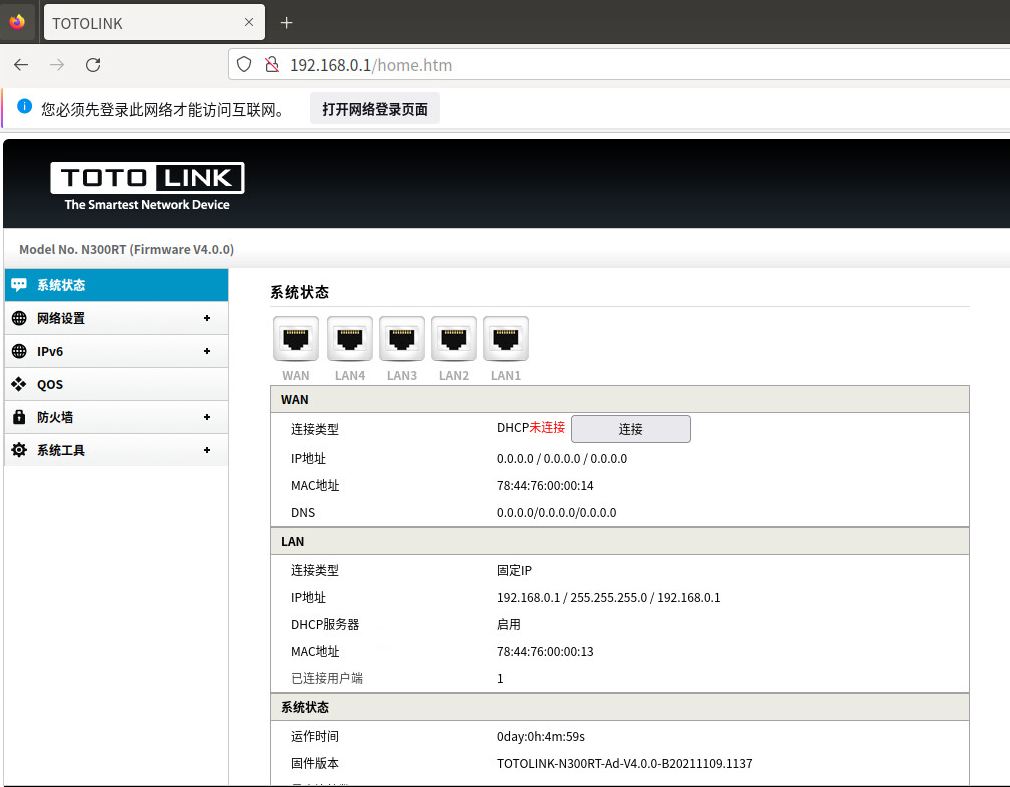 TOTOLINK
192.168.0.1/home.htm
您必须先登录此网络才能访问互联网。 打开网络登录页面
TOTO LINK
The Smartest Network Device
Model No. N300RT (Firmware V4.0.0)
系统状态
网络设置 +
IPv6 +
QOS
防火墙 +
系统工具 +
系统状态
WAN LAN4 LAN3 LAN2 LAN1
WAN
连接类型 DHCP未连接 连接
IP地址 0.0.0.0 / 0.0.0.0 / 0.0.0.0
MAC地址 78:44:76:00:00:14
DNS 0.0.0.0/0.0.0.0/0.0.0.0
LAN
连接类型 固定IP
IP地址 192.168.0.1 / 255.255.255.0 / 192.168.0.1
DHCP服务器 启用
MAC地址 78:44:76:00:00:13
已连接用户端 1
系统状态
运作时间 0day:0h:4m:59s
固件版本 TOTOLINK-N300RT-Ad-V4.0.0-B20211109.1137